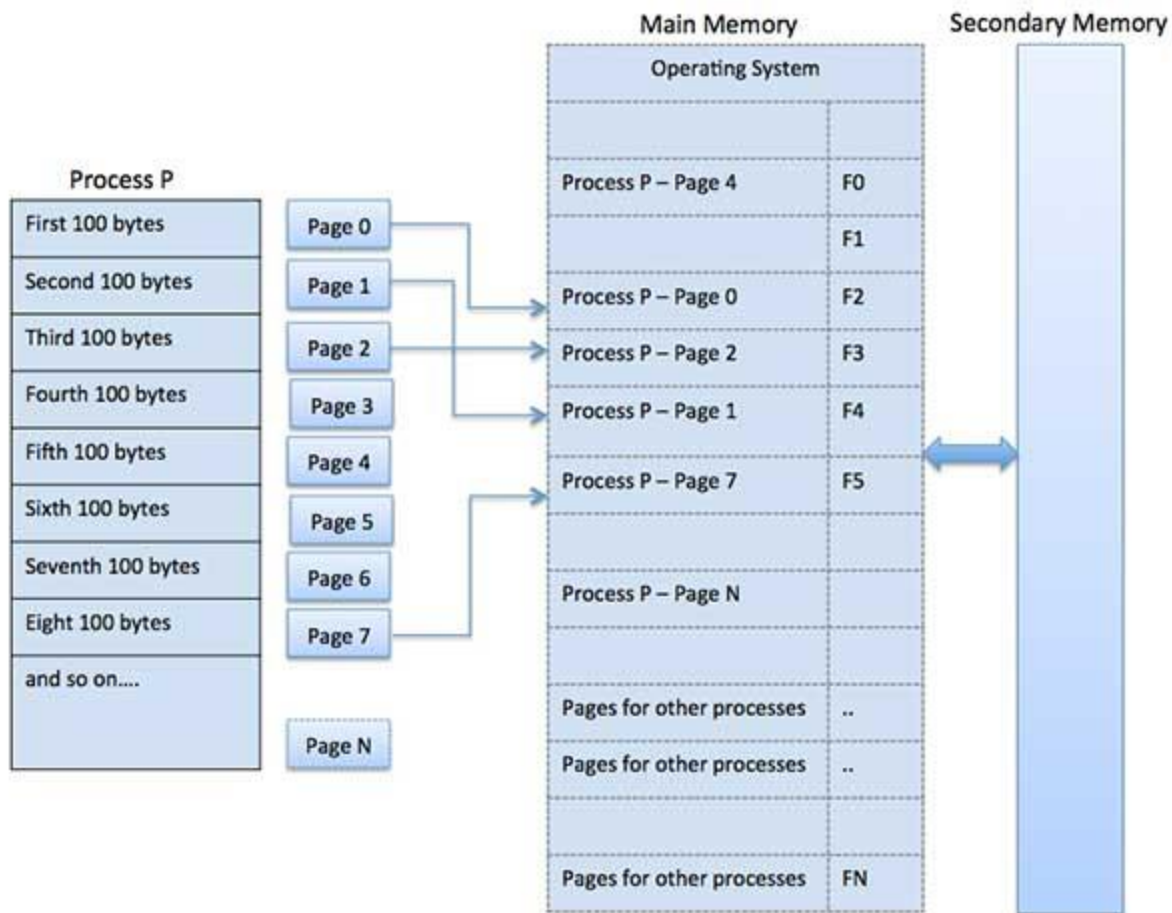 Main Memory
Secondary Memory
Operating System
Process P
First 100 bytes
Second 100 bytes
Third 100 bytes
Fourth 100 bytes
Fifth 100 bytes
Sixth 100 bytes
Seventh 100 bytes
Eight 100 bytes
and so on....
Page 0
Page 1
Page 2
Page 3
Page 4
Page 5
Page 6
Page 7
Page N
Process P – Page 4 F0
F1
Process P – Page 0 F2
Process P – Page 2 F3
Process P – Page 1 F4
Process P – Page 7 F5
Process P – Page N
Pages for other processes ..
Pages for other processes ..
Pages for other processes FN